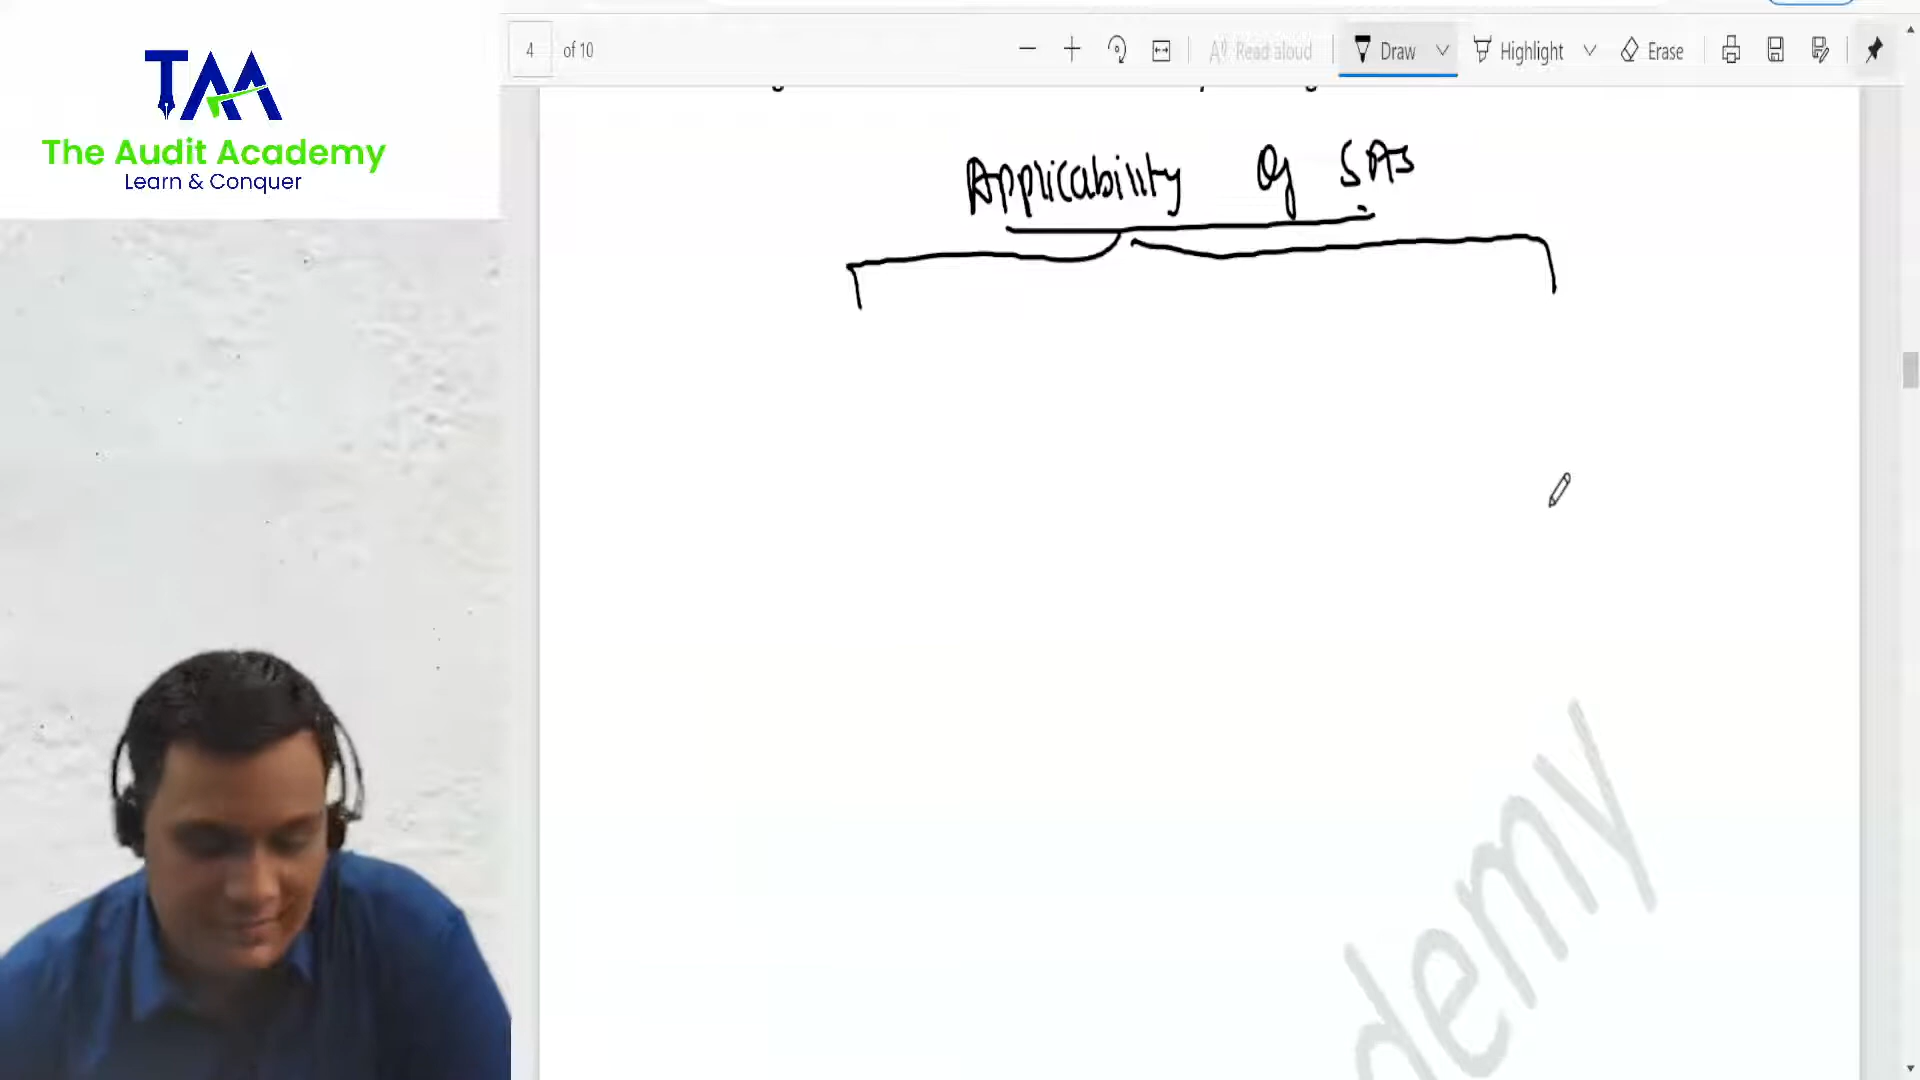 TAA
The Audit Academy
Learn & Conquer
4 of 10
Read aloud
Draw
Highlight
Erase
Applicability Of SAs
demy